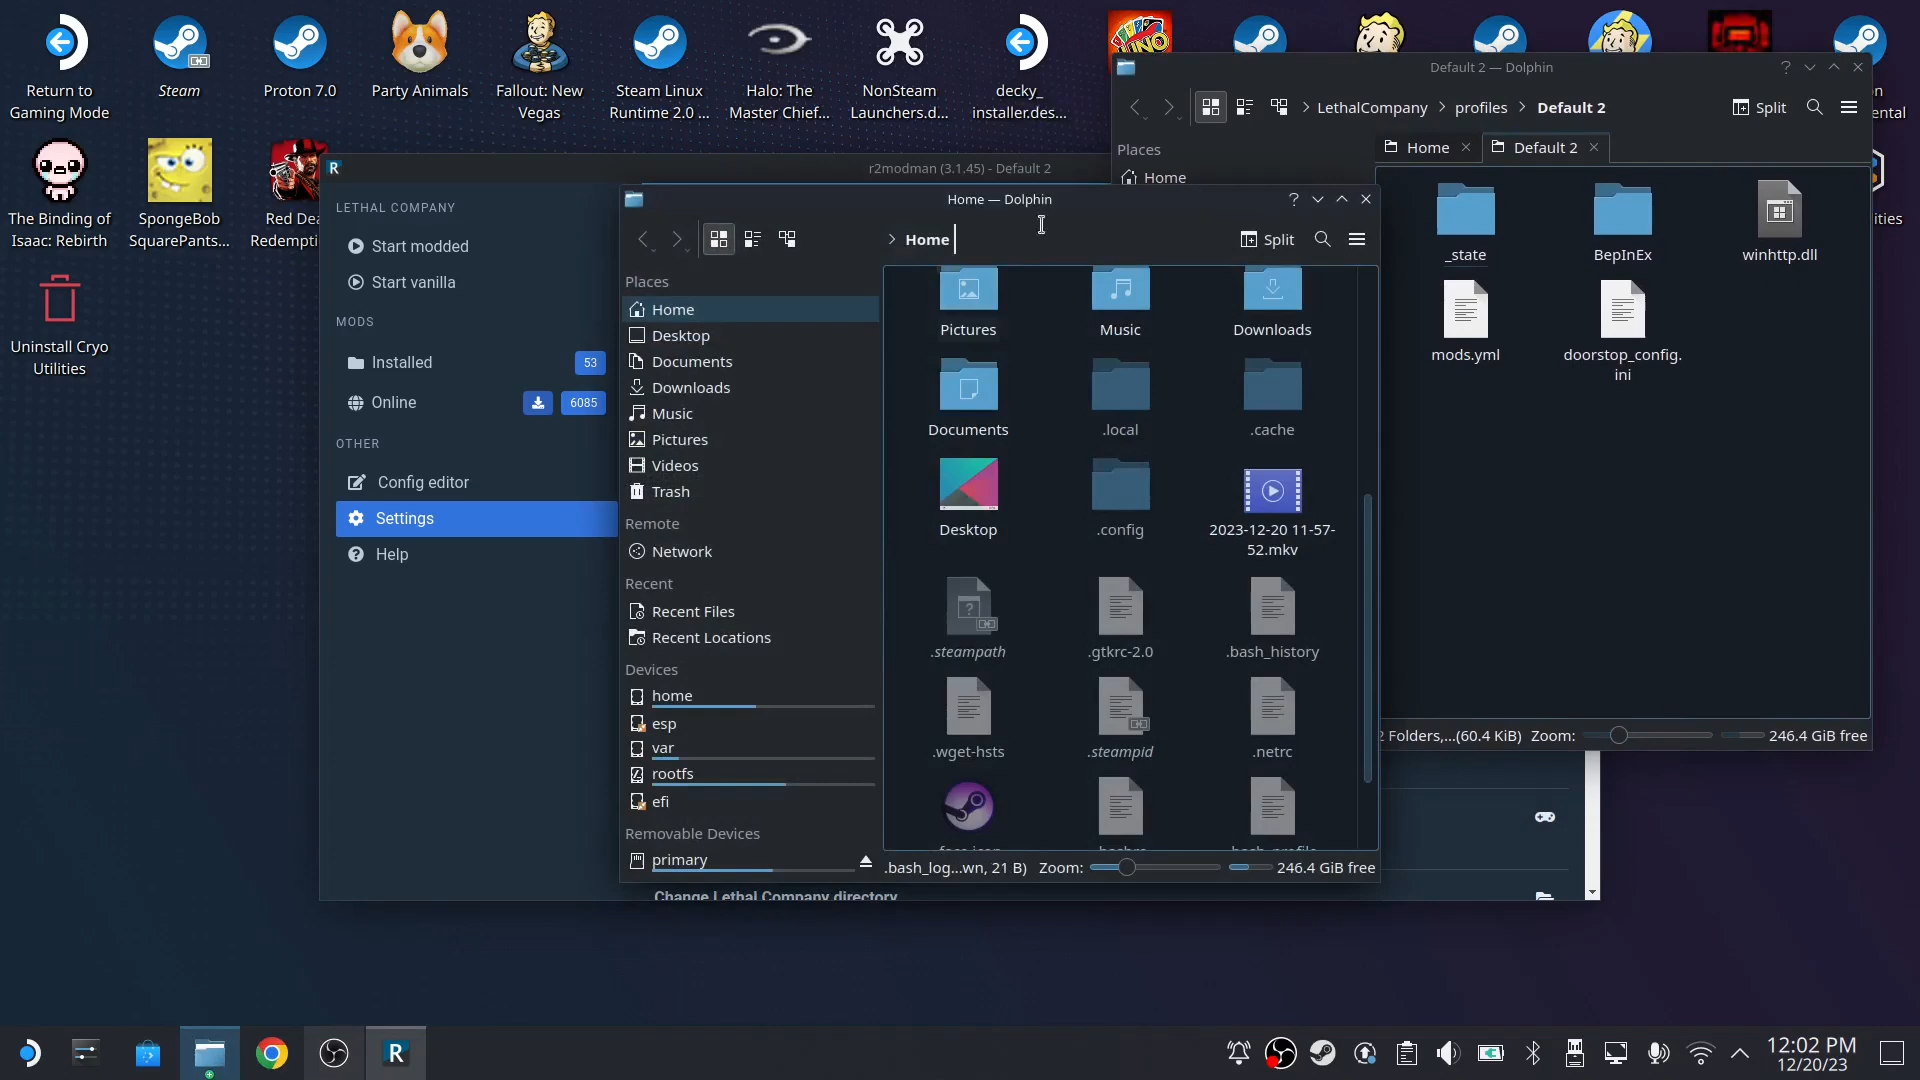 Return to
Gaming Mode
Steam
Proton 7.0
Party Animals
Fallout: New
Vegas
Steam Linux
Runtime 2.0 ...
Halo: The
Master Chief...
NonSteam
Launchers.d...
decky_
installer.des...
The Binding of
Isaac: Rebirth
SpongeBob
SquarePants...
Red Dea
Redempti
Uninstall Cryo
Utilities
Default 2 — Dolphin
LethalCompany
profiles
Default 2
Split
Places
Home
Home
Default 2
_state
BepInEx
winhttp.dll
mods.yml
doorstop_config.
ini
2 Folders,...(60.4 KiB)
Zoom:
246.4 GiB free
r2modman (3.1.45) - Default 2
LETHAL COMPANY
Start modded
Start vanilla
MODS
Installed
53
Online
6085
OTHER
Config editor
Settings
Help
Change Lethal Company directory
Home — Dolphin
Home
Split
Places
Home
Desktop
Documents
Downloads
Music
Pictures
Videos
Trash
Remote
Network
Recent
Recent Files
Recent Locations
Devices
home
esp
var
rootfs
efi
Removable Devices
primary
Pictures
Music
Downloads
Documents
.local
.cache
Desktop
.config
2023-12-20 11-57-
52.mkv
.steampath
.gtkrc-2.0
.bash_history
.wget-hsts
.steampid
.netrc
.bash_log...wn, 21 B)
Zoom:
246.4 GiB free
12:02 PM
12/20/23